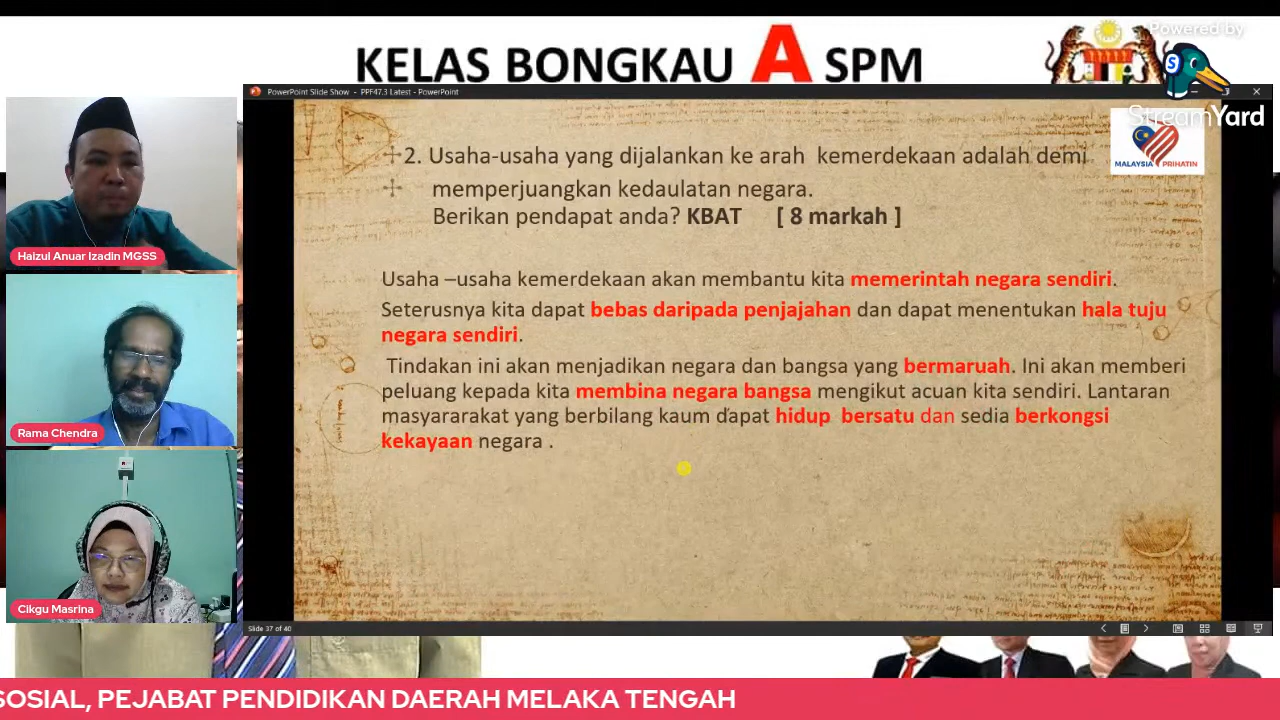 KELAS BONGKAU A SPM
Powered by
StreamYard
PowerPoint Slide Show - PPF47.3 Latest - PowerPoint
MALAYSIA PRIHATIN
2. Usaha-usaha yang dijalankan ke arah kemerdekaan adalah demi
memperjuangkan kedaulatan negara.
Berikan pendapat anda? KBAT [ 8 markah ]
Usaha –usaha kemerdekaan akan membantu kita memerintah negara sendiri.
Seterusnya kita dapat bebas daripada penjajahan dan dapat menentukan hala tuju
negara sendiri.
Tindakan ini akan menjadikan negara dan bangsa yang bermaruah. Ini akan memberi
peluang kepada kita membina negara bangsa mengikut acuan kita sendiri. Lantaran
masyararakat yang berbilang kaum dapat hidup bersatu dan sedia berkongsi
kekayaan negara .
Haizul Anuar Izadin MGSS
Rama Chendra
Cikgu Masrina
Slide 37 of 40
SOSIAL, PEJABAT PENDIDIKAN DAERAH MELAKA TENGAH